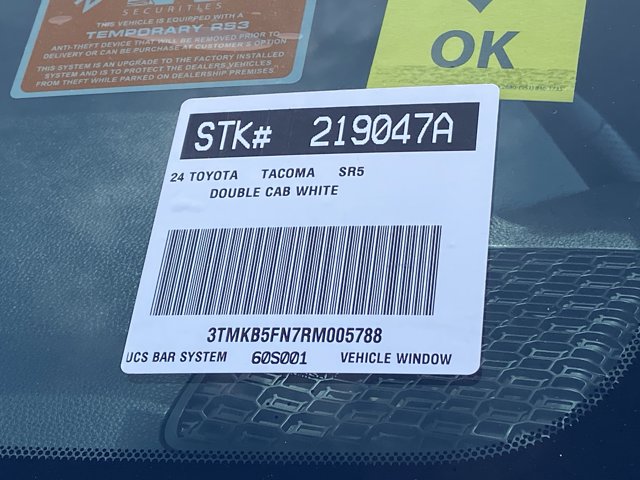 SECURITIES
THIS VEHICLE IS EQUIPPED WITH A
TEMPORARY RS3
ANTI-THEFT DEVICE THAT WILL BE REMOVED PRIOR TO
DELIVERY OR CAN BE PURCHASE AT CUSTOMER'S OPTION
THIS SYSTEM IS AN UPGRADE TO THE FACTORY INSTALLED
SYSTEM AND IS TO PROTECT THE DEALERS VEHICLES
FROM THEFT WHILE PARKED ON DEALERSHIP PREMISES.
OK
STK# 219047A
24 TOYOTA TACOMA SR5
DOUBLE CAB WHITE
3TMKB5FN7RM005788
UCS BAR SYSTEM 60S001 VEHICLE WINDOW